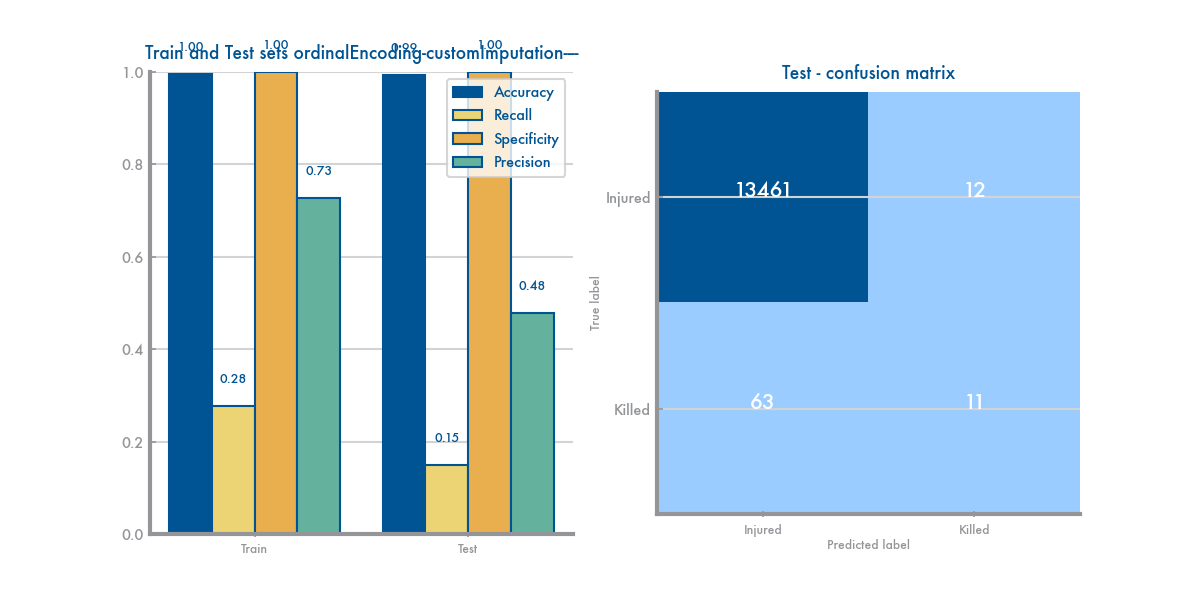 Train and Test sets ordinalEncoding-customImputation---
1.00
1.00
0.99
1.00
1.0
0.8
0.6
0.4
0.2
0.0
Accuracy
Recall
Specificity
Precision
0.28
0.73
0.15
0.48
Train
Test
Test - confusion matrix
True label
Injured
Killed
13461
12
63
11
Injured
Killed
Predicted label